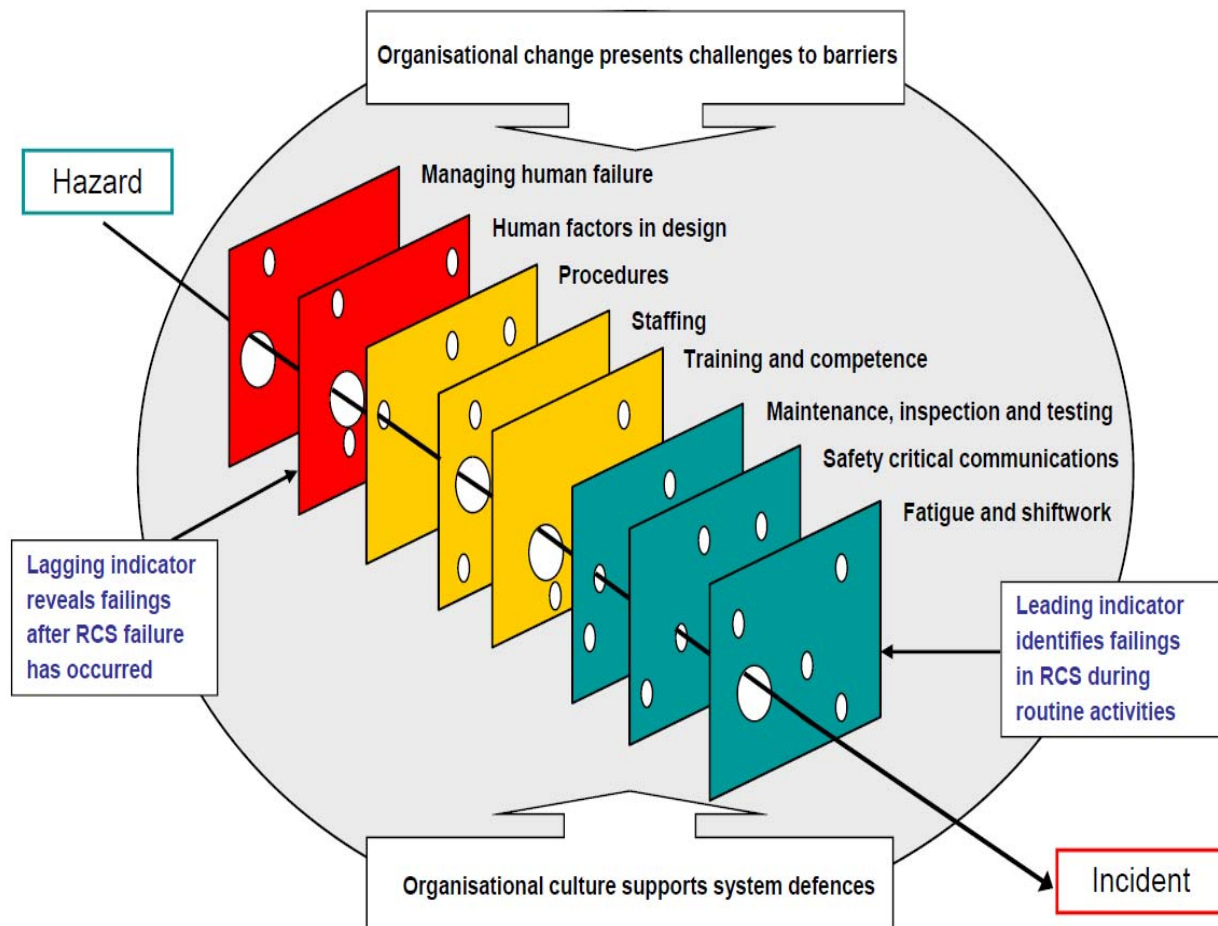 Organisational change presents challenges to barriers
Hazard
Managing human failure
Human factors in design
Procedures
Staffing
Training and competence
Maintenance, inspection and testing
Safety critical communications
Fatigue and shiftwork
Lagging indicator
reveals failings
after RCS failure
has occurred
Leading indicator
identifies failings
in RCS during
routine activities
Organisational culture supports system defences
Incident